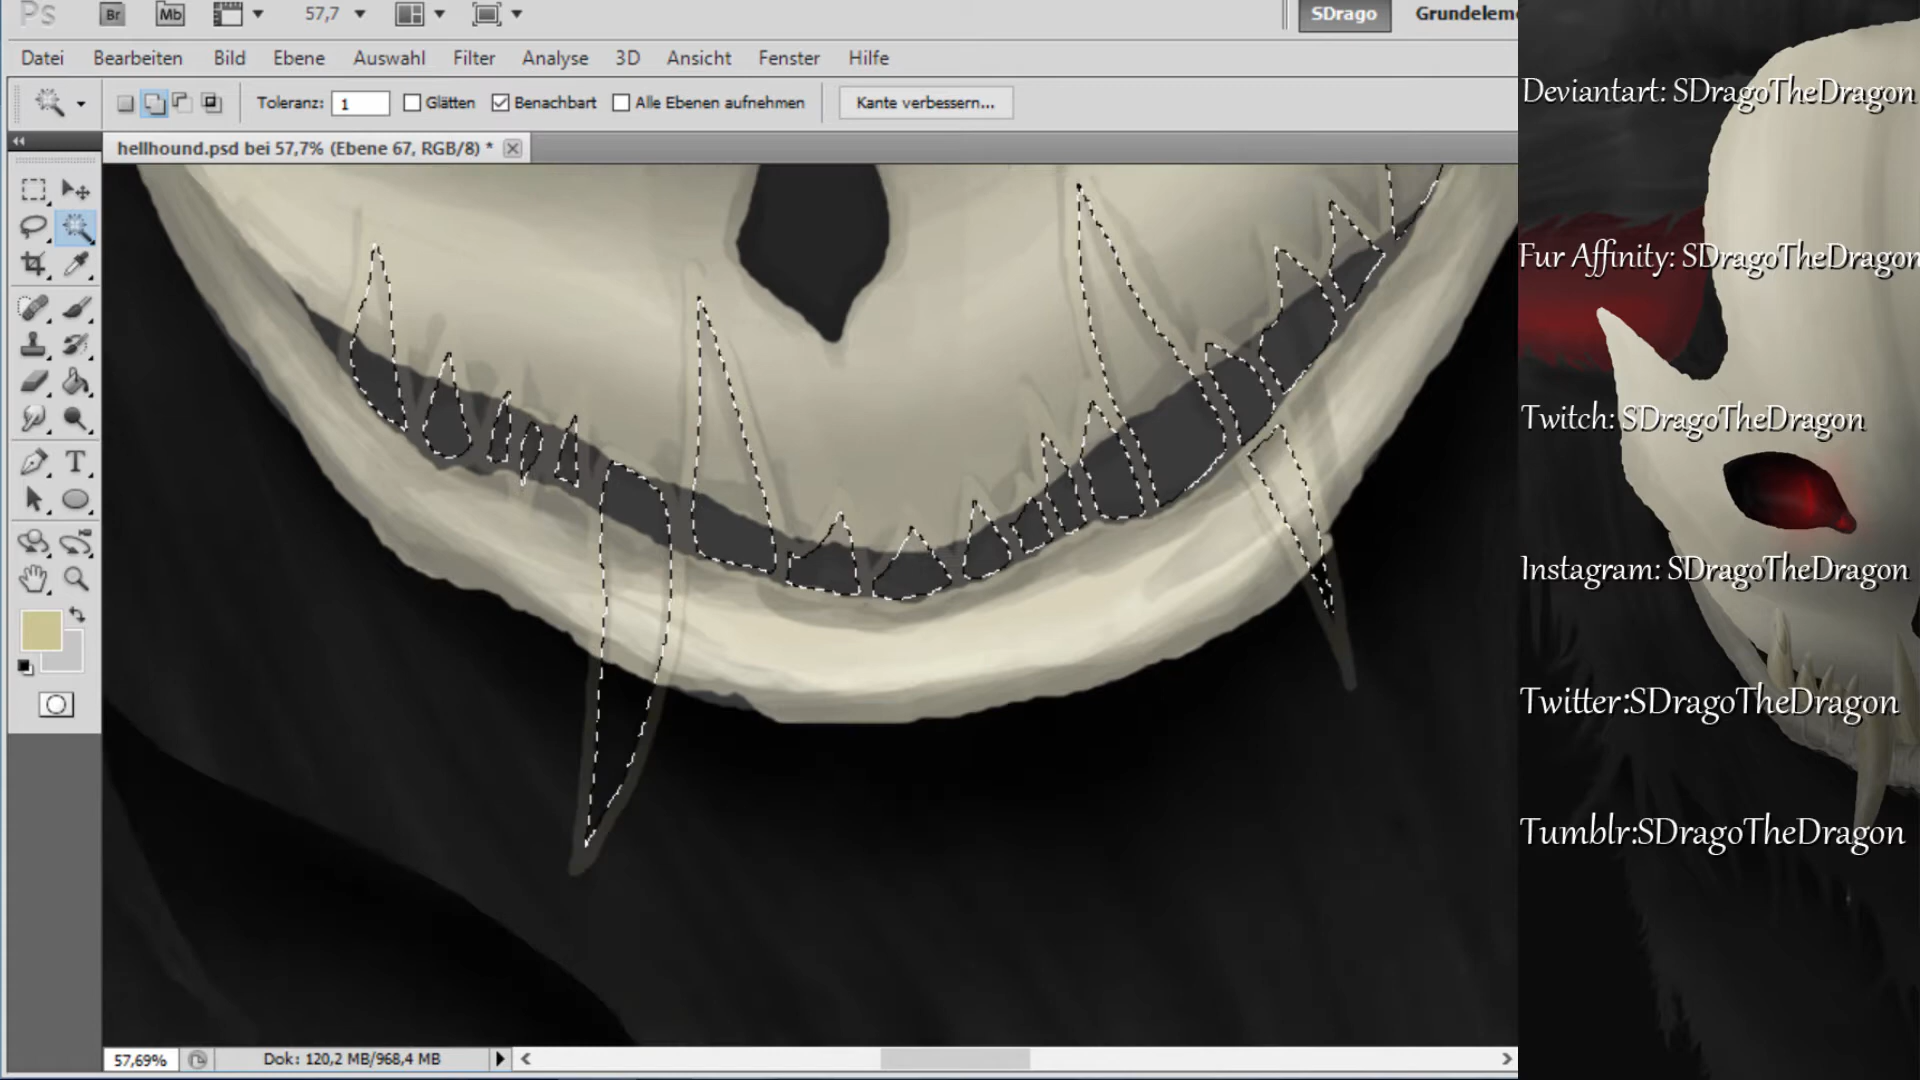 Ps
Br
Mb
57,7
SDrago
Grundeleme
Datei
Bearbeiten
Bild
Ebene
Auswahl
Filter
Analyse
3D
Ansicht
Fenster
Hilfe
Toleranz:
1
Glätten
Benachbart
Alle Ebenen aufnehmen
Kante verbessern...
hellhound.psd bei 57,7% (Ebene 67, RGB/8) *
T
57,69%
Dok: 120,2 MB/968,4 MB
Deviantart: SDragoTheDragon
Fur Affinity: SDragoTheDragon
Twitch: SDragoTheDragon
Instagram: SDragoTheDragon
Twitter:SDragoTheDragon
Tumblr:SDragoTheDragon